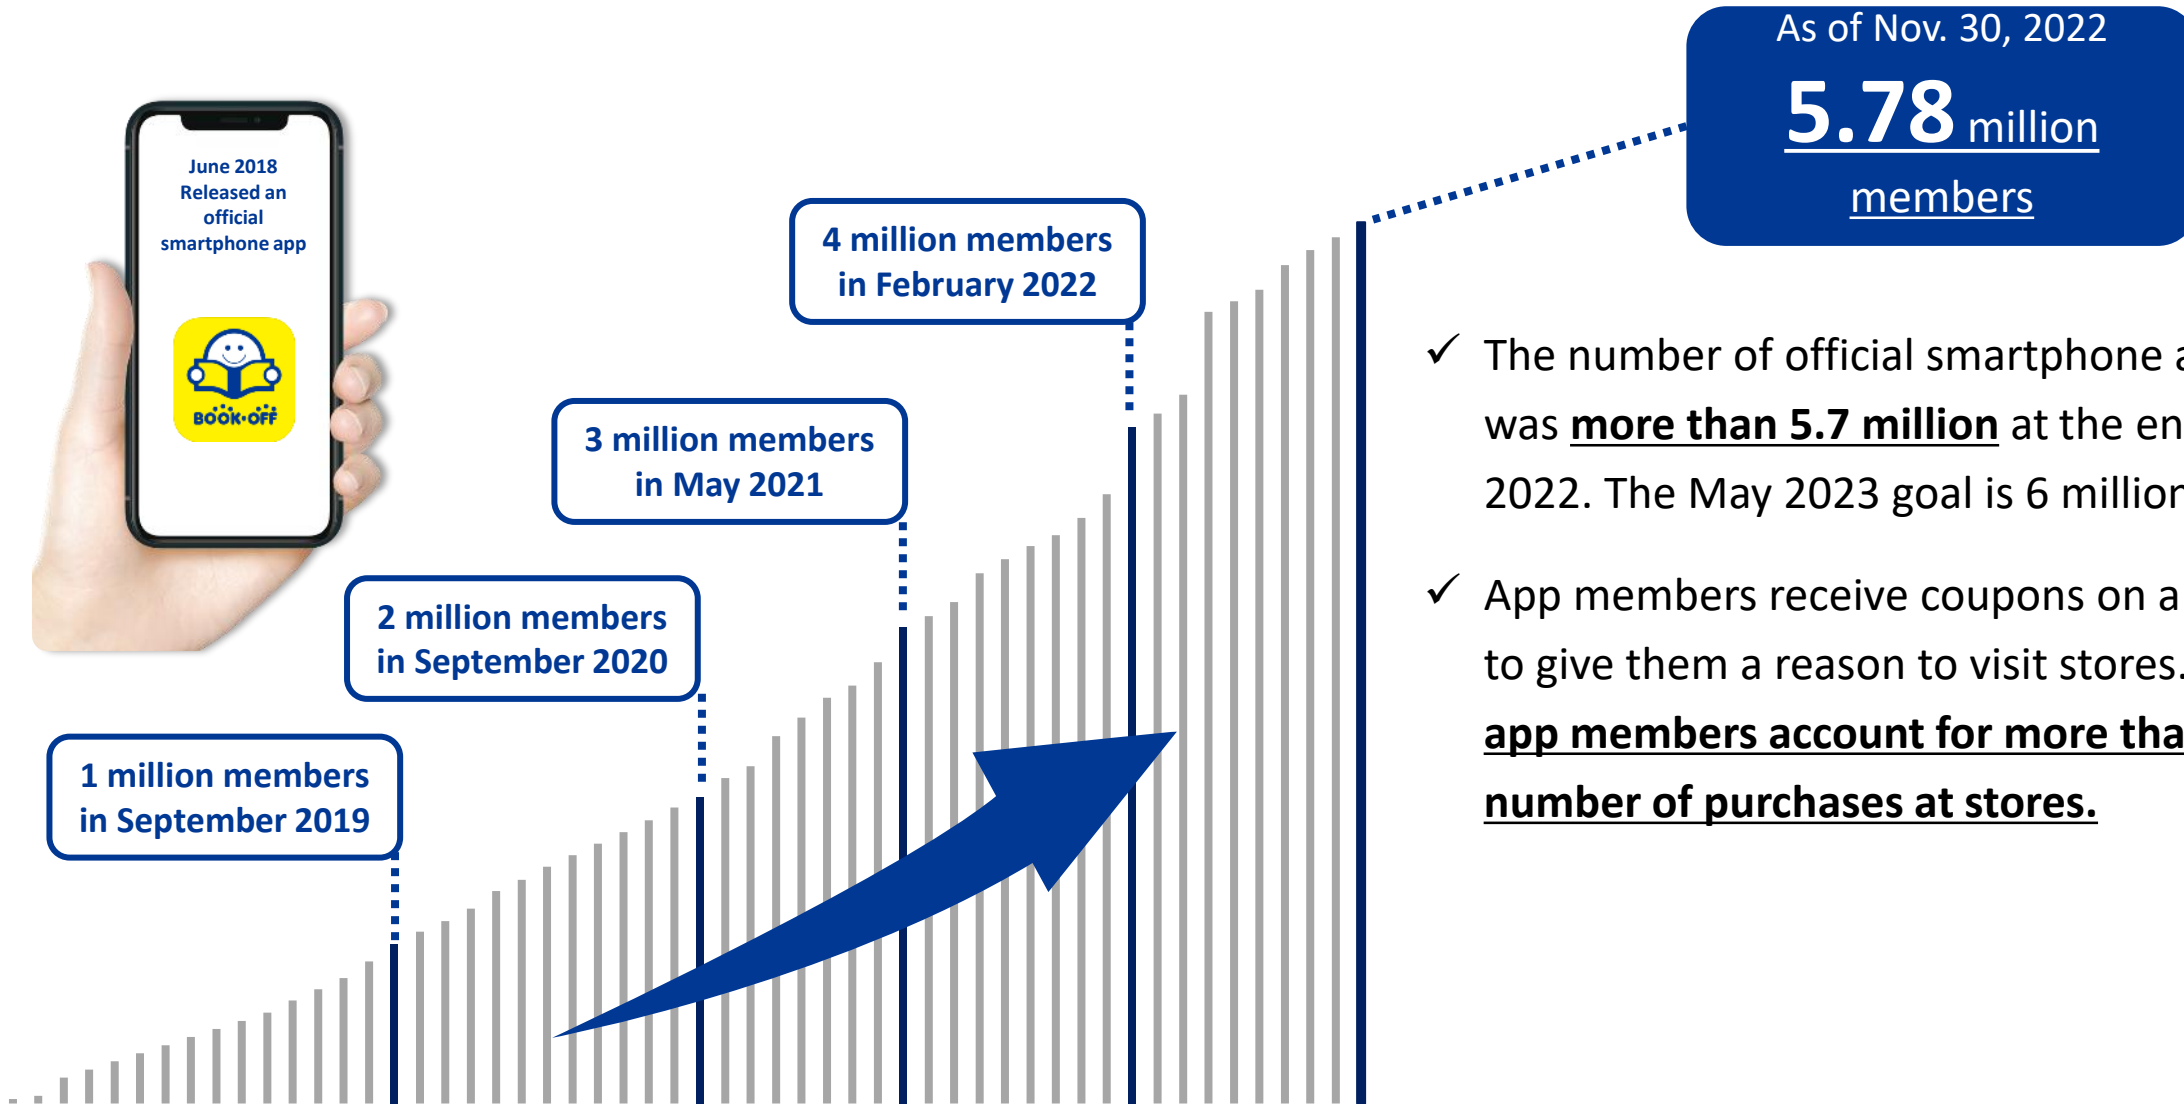 As of Nov. 30, 2022
5.78 million
members
June 2018
Released an
official
smartphone app
BOOK·OFF
4 million members
in February 2022
3 million members
in May 2021
2 million members
in September 2020
1 million members
in September 2019
✓ The number of official smartphone
was more than 5.7 million at the
2022. The May 2023 goal is 6 million
✓ App members receive coupons on a
to give them a reason to visit stores.
app members account for more
number of purchases at stores.